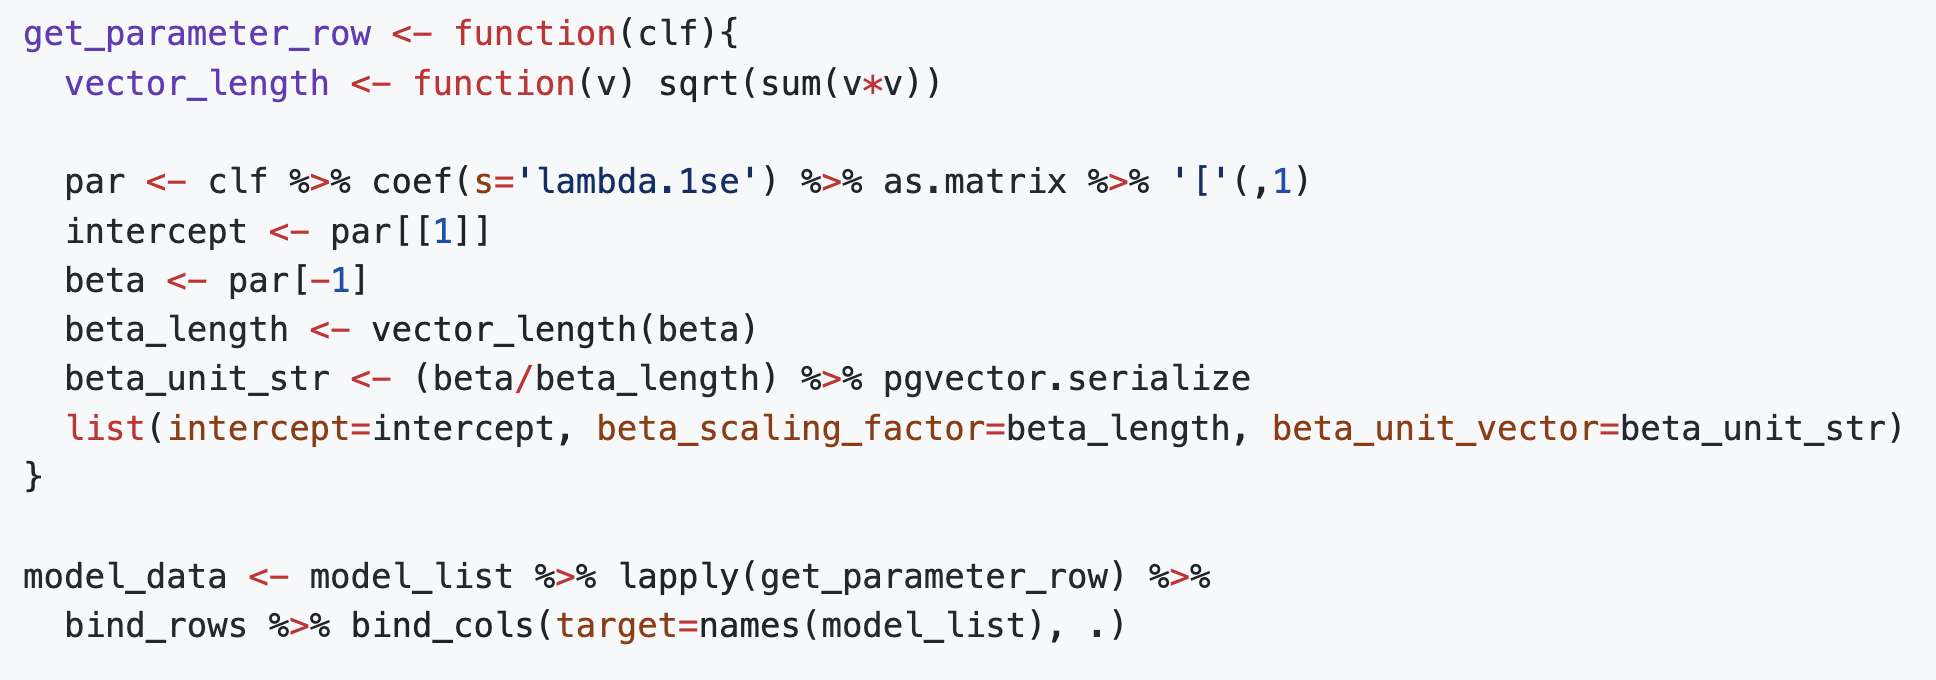 get_parameter_row <- function(clf){
  vector_length <- function(v) sqrt(sum(v*v))

  par <- clf %>% coef(s='lambda.1se') %>% as.matrix %>% '['(,1)
  intercept <- par[[1]]
  beta <- par[-1]
  beta_length <- vector_length(beta)
  beta_unit_str <- (beta/beta_length) %>% pgvector.serialize
  list(intercept=intercept, beta_scaling_factor=beta_length, beta_unit_vector=beta_unit_str)
}

model_data <- model_list %>% lapply(get_parameter_row) %>%
  bind_rows %>% bind_cols(target=names(model_list), .)